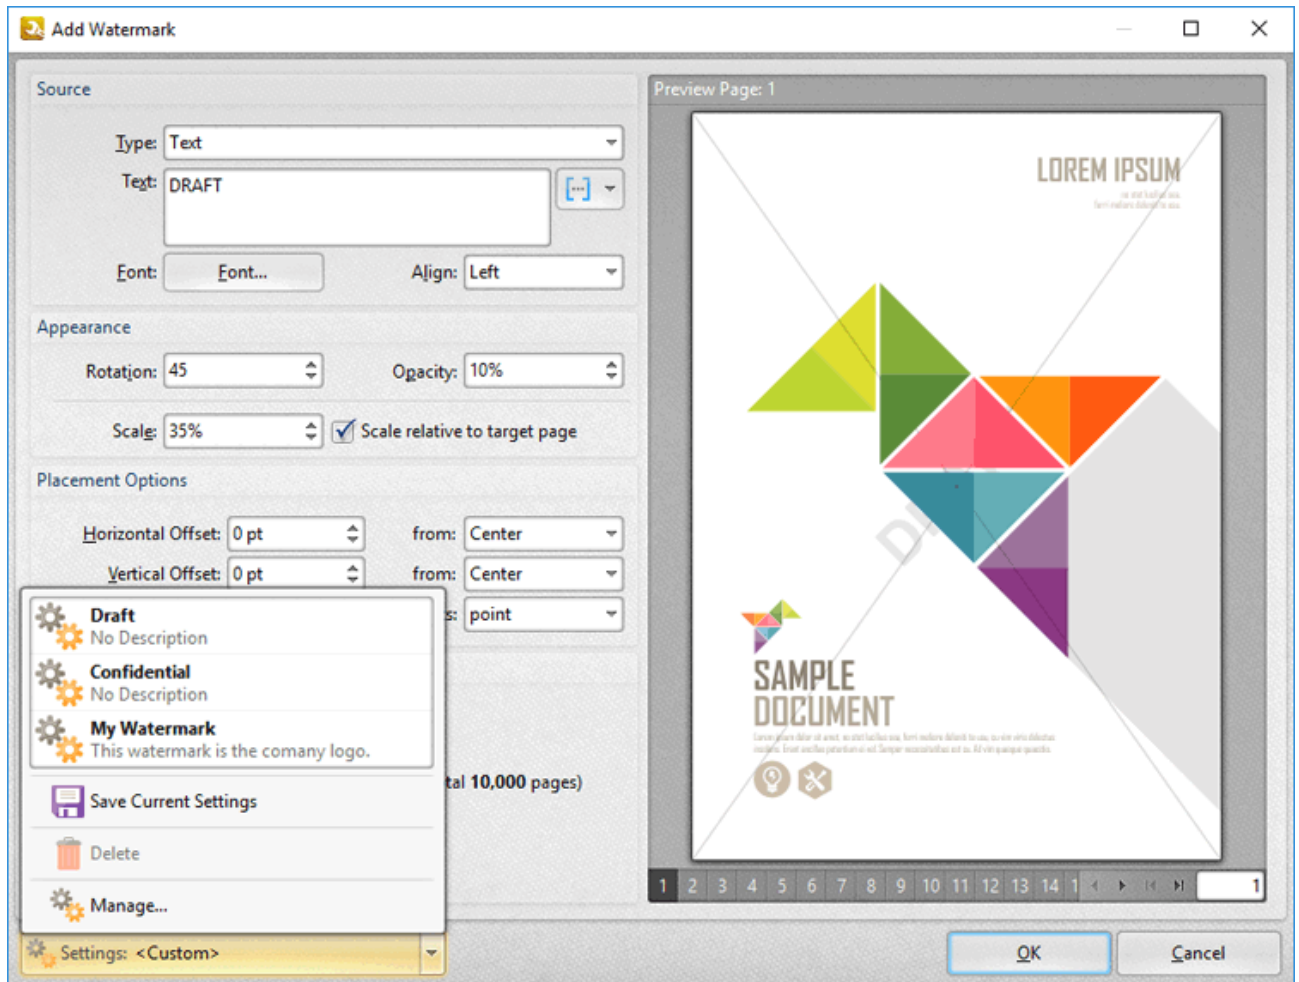 Add Watermark
Source
Type: Text
Text: DRAFT
Font: Font... Align: Left
Appearance
Rotation: 45 Opacity: 10%
Scale: 35% Scale relative to target page
Placement Options
Horizontal Offset: 0 pt from: Center
Vertical Offset: 0 pt from: Center
s: point
tal 10,000 pages)
Draft
No Description
Confidential
No Description
My Watermark
This watermark is the comany logo.
Save Current Settings
Delete
Manage...
Settings: <Custom>
Preview Page: 1
LOREM IPSUM
SAMPLE
DOCUMENT
1 2 3 4 5 6 7 8 9 10 11 12 13 14 1 1
OK Cancel